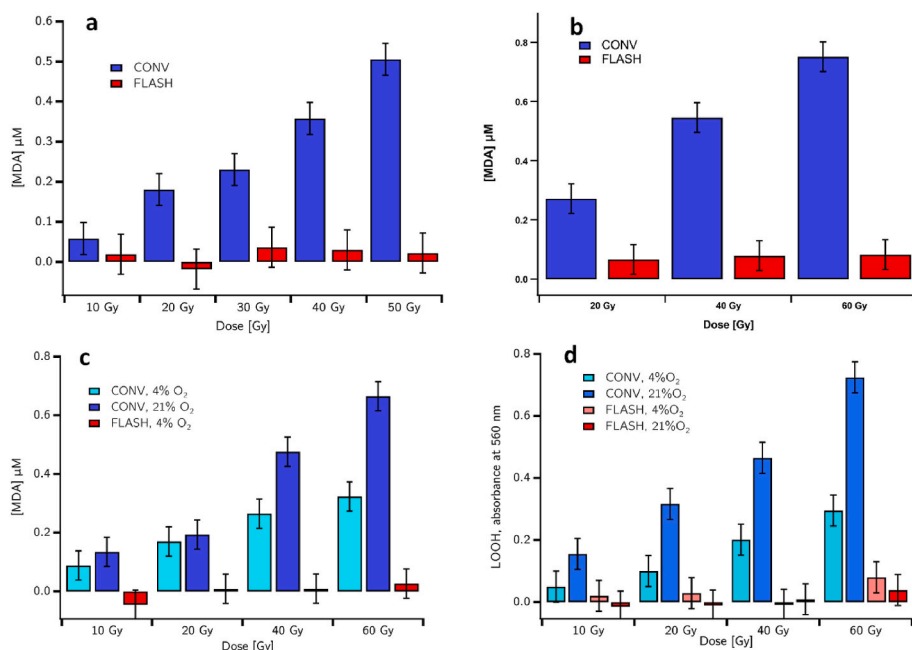 a
CONV
FLASH
[MDA] µM
0.6
0.5
0.4
0.3
0.2
0.1
0.0
10 Gy 20 Gy 30 Gy 40 Gy 50 Gy
Dose [Gy]
b
CONV
FLASH
[MDA] µM
0.8
0.6
0.4
0.2
0.0
20 Gy 40 Gy 60 Gy
Dose [Gy]
c
CONV, 4% O₂
CONV, 21% O₂
FLASH, 4% O₂
[MDA] µM
0.8
0.6
0.4
0.2
0.0
10 Gy 20 Gy 40 Gy 60 Gy
Dose [Gy]
d
CONV, 4%O₂
CONV, 21%O₂
FLASH, 4%O₂
FLASH, 21%O₂
LOOH, absorbance at 560 nm
0.8
0.6
0.4
0.2
0.0
10 Gy 20 Gy 40 Gy 60 Gy
Dose [Gy]